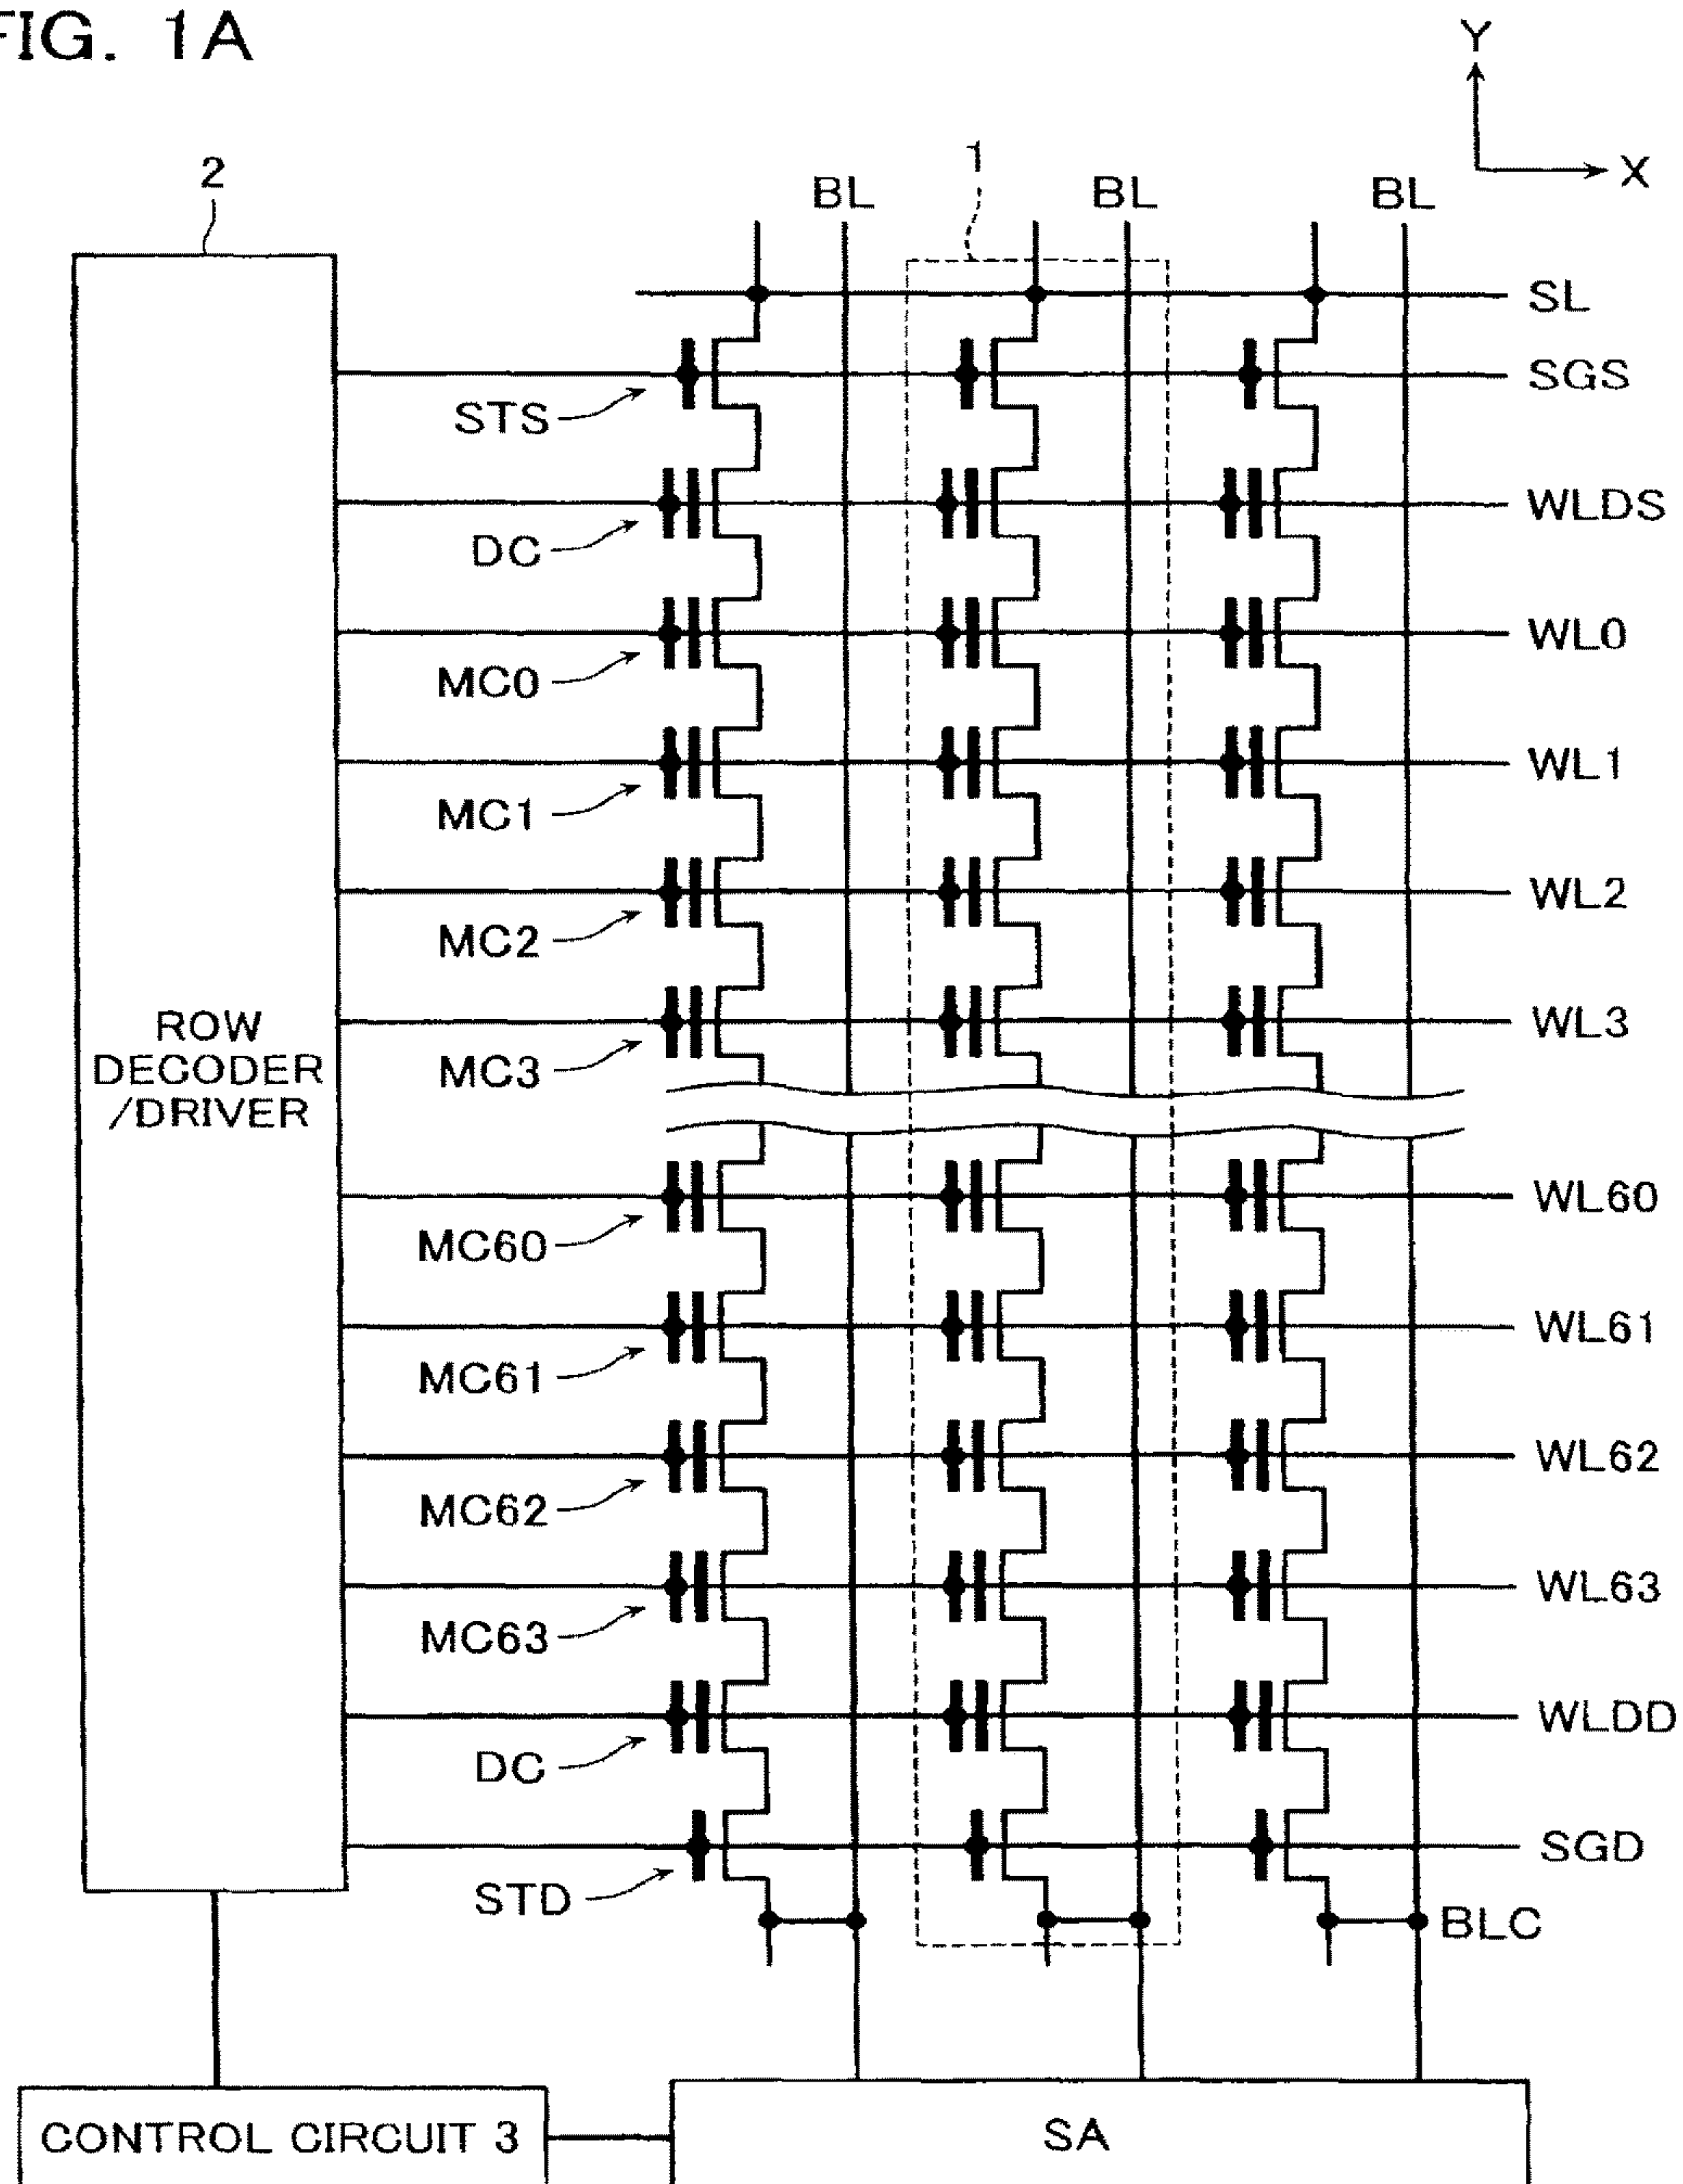 FIG. 1A
Y
X
2
1
BL
BL
BL
SL
STS
SGS
DC
WLDS
MC0
WL0
MC1
WL1
MC2
WL2
MC3
WL3
ROW
DECODER
/DRIVER
MC60
WL60
MC61
WL61
MC62
WL62
MC63
WL63
DC
WLDD
STD
SGD
BLC
CONTROL CIRCUIT 3
SA